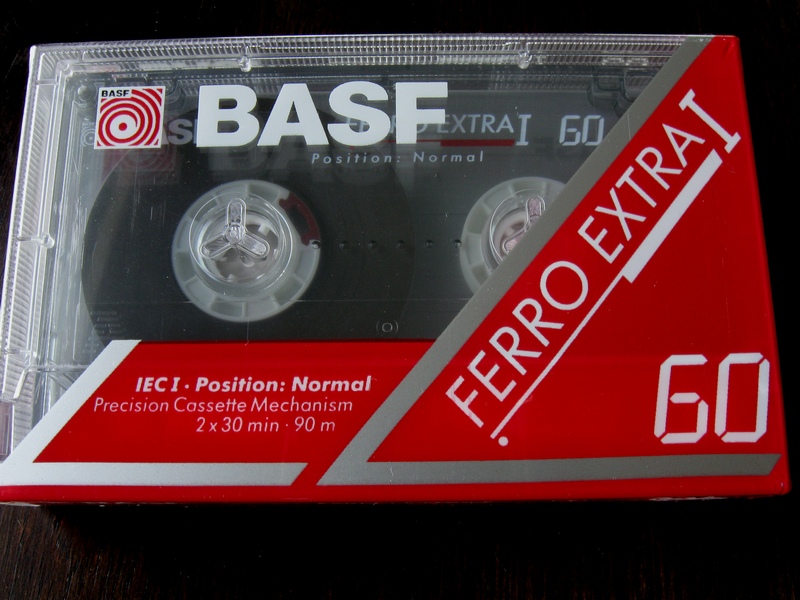 BASF
BASF
FERRO EXTRA I 60
Position: Normal
FERRO EXTRA I
60
IEC I · Position: Normal
Precision Cassette Mechanism
2 x 30 min · 90 m